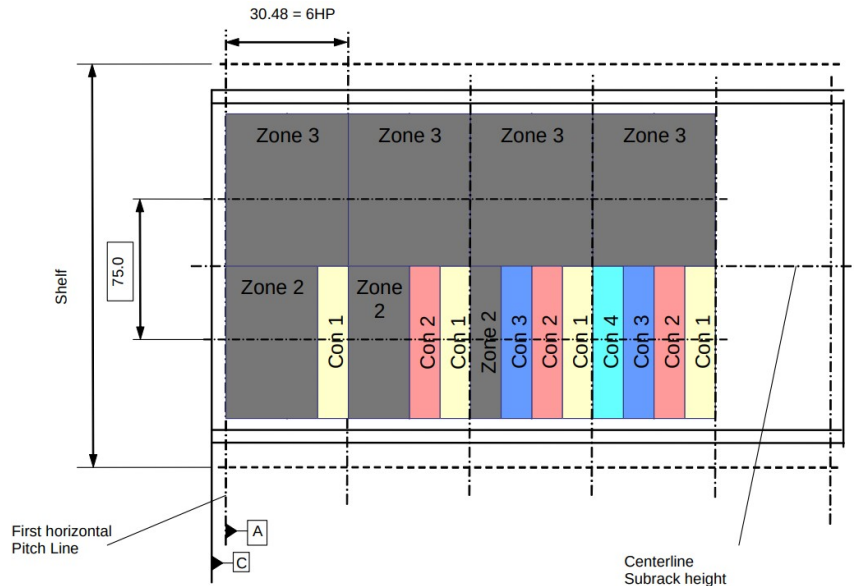 30.48 = 6HP
Zone 3
Zone 3
Zone 3
Zone 3
75.0
Shelf
Zone 2
Con 1
Zone
2
Con 2
Con 1
Zone 2
Con 3
Con 2
Con 1
Con 4
Con 3
Con 2
Con 1
First horizontal
Pitch Line
A
C
Centerline
Subrack height